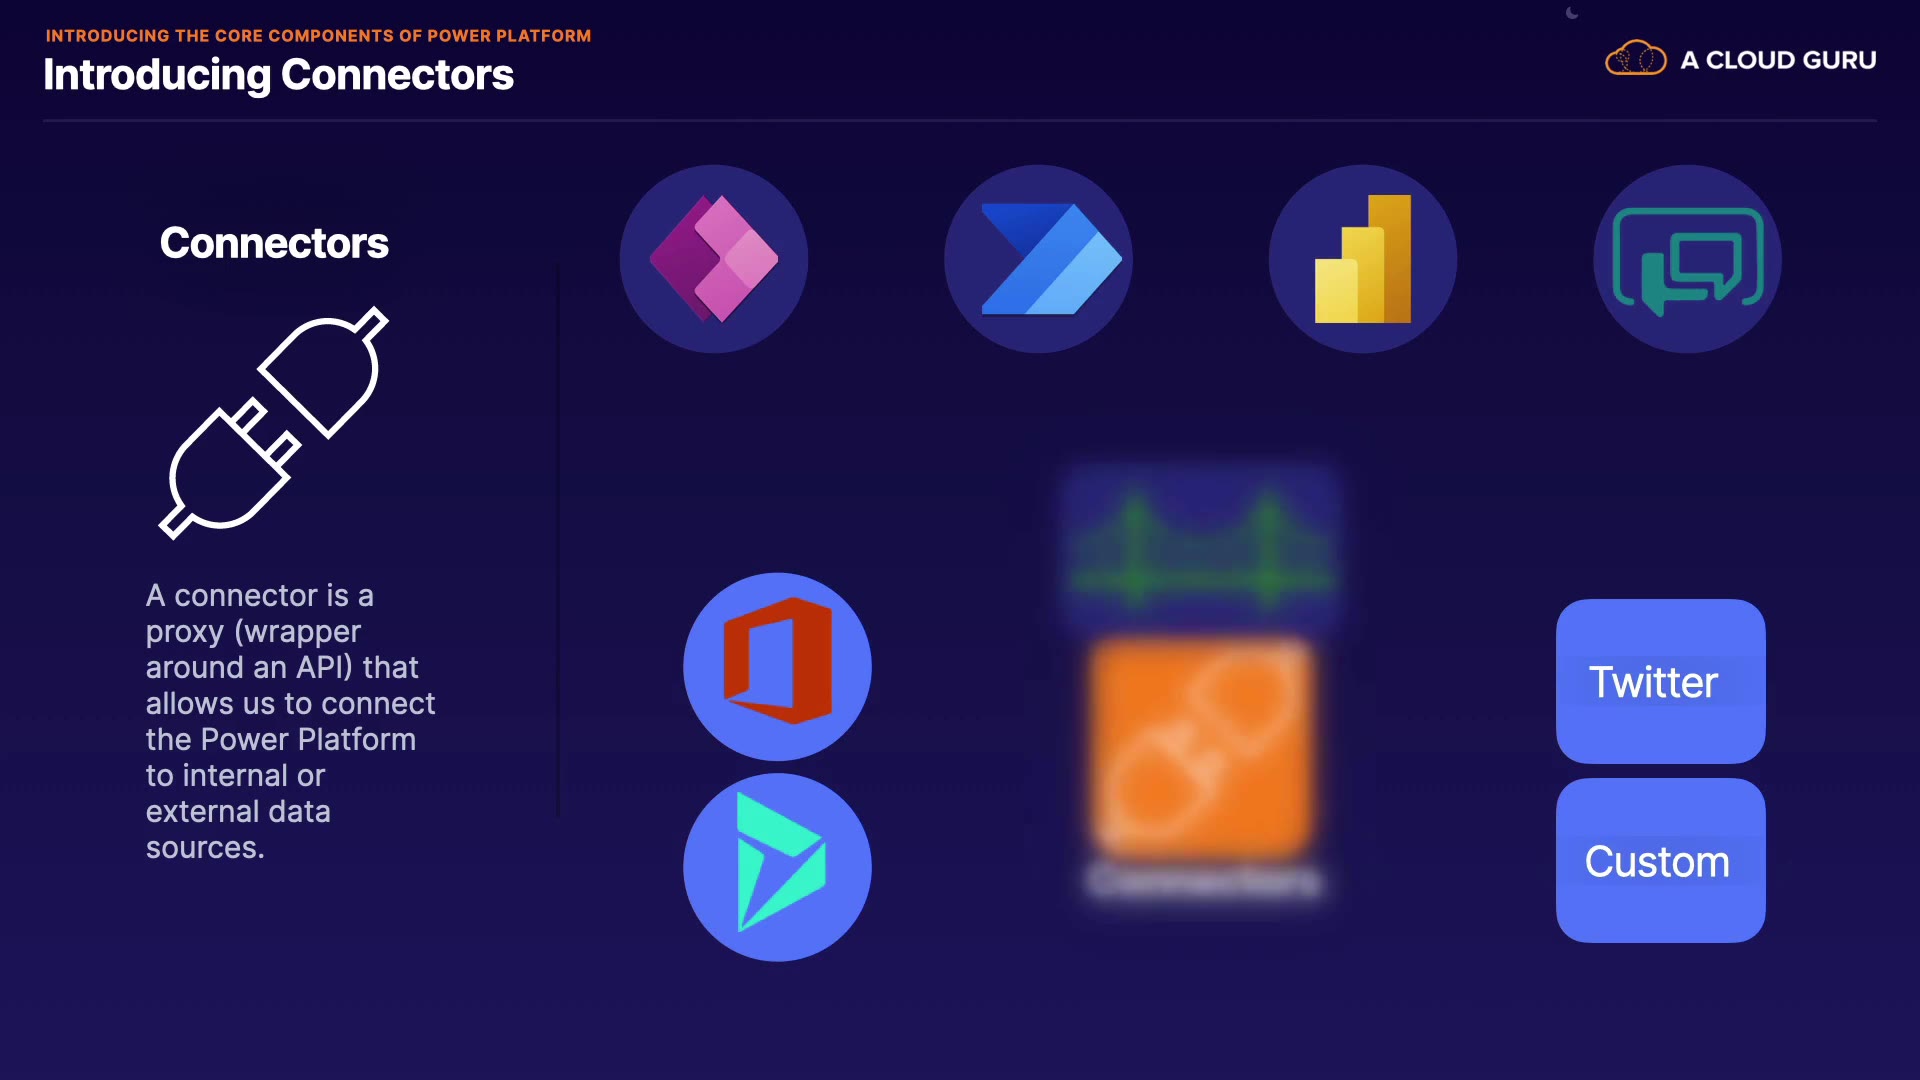 INTRODUCING THE CORE COMPONENTS OF POWER PLATFORM
Introducing Connectors
A CLOUD GURU
Connectors
A connector is a
proxy (wrapper
around an API) that
allows us to connect
the Power Platform
to internal or
external data
sources.
Connectors
Twitter
Custom